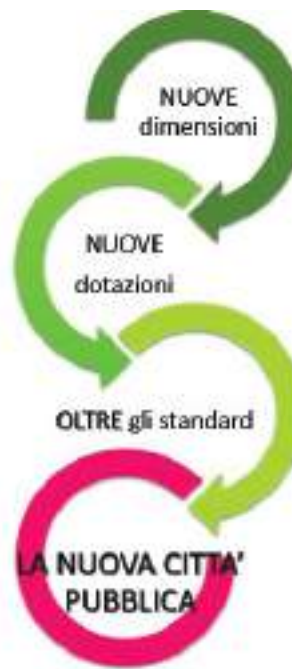 NUOVE
dimensioni
NUOVE
dotazioni
OLTRE gli standard
LA NUOVA CITTA'
PUBBLICA